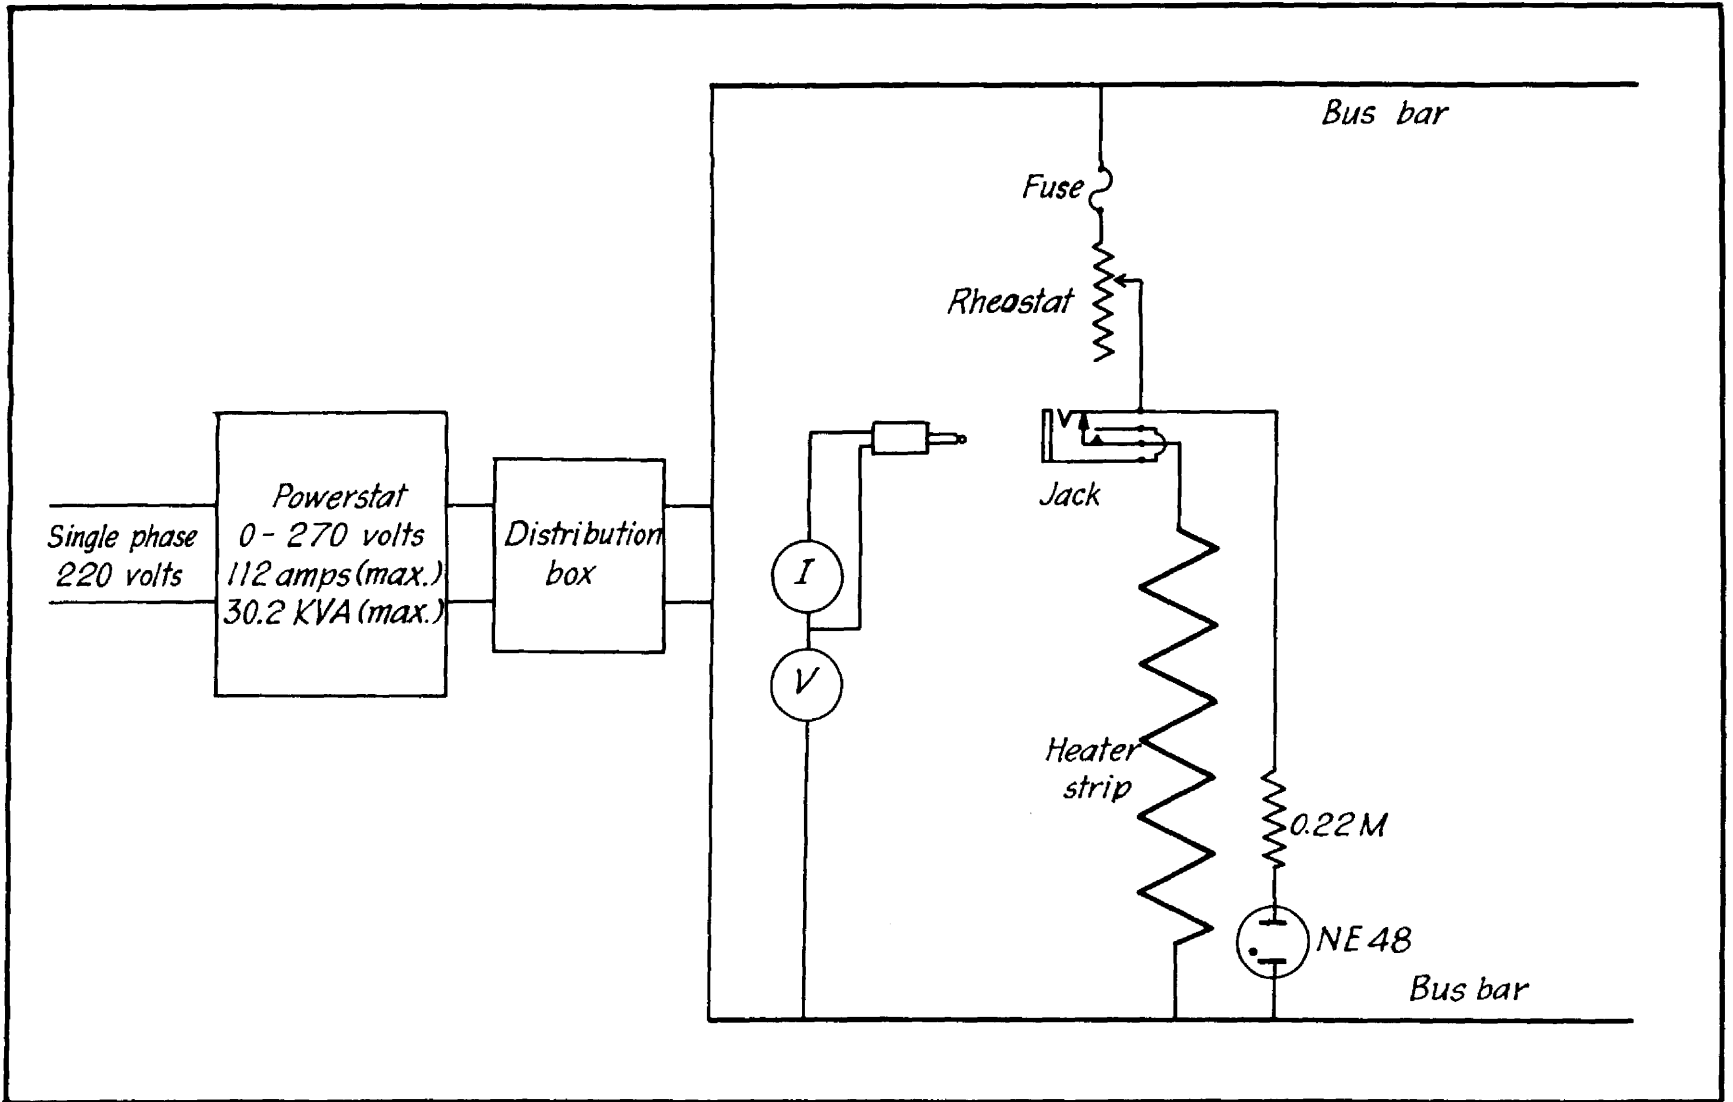 Bus bar
Fuse
Rheostat
Jack
Single phase
220 volts
Powerstat
0 - 270 volts
112 amps (max.)
30.2 KVA (max.)
Distribution
box
I
V
Heater
strip
0.22 M
NE 48
Bus bar